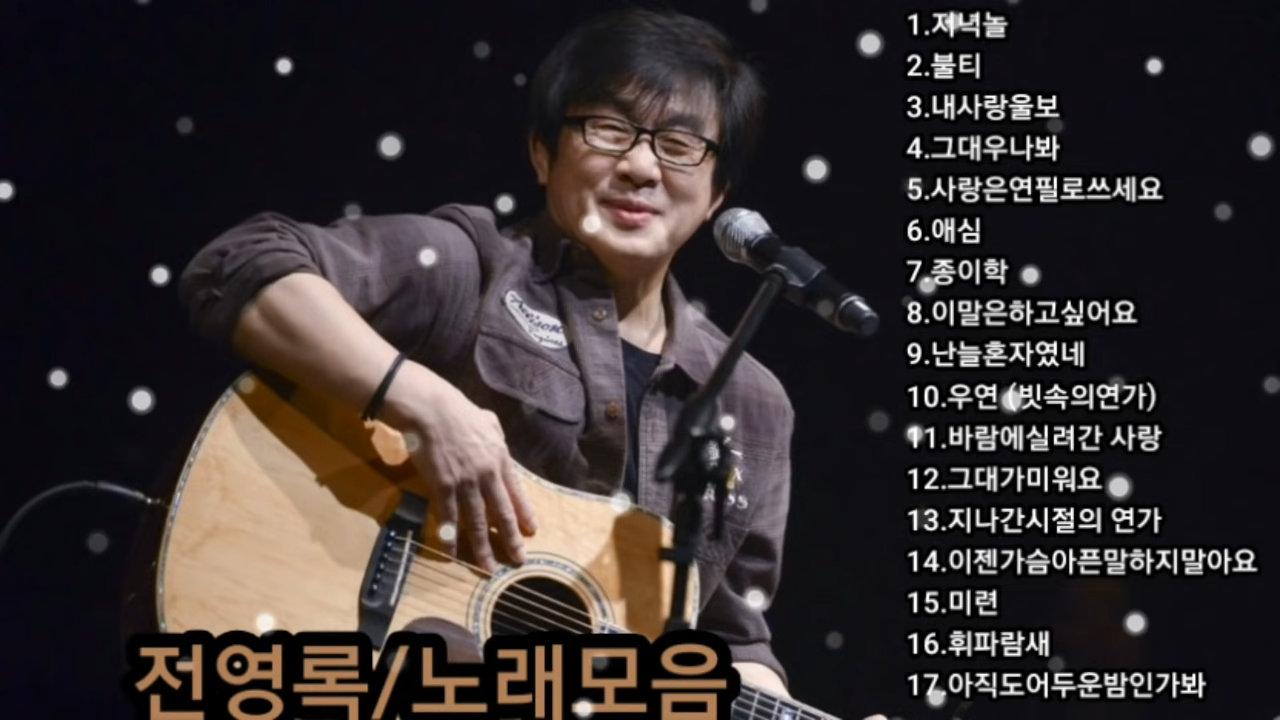 1.저녁놀
2.불티
3.내사랑울보
4.그대우나봐
5.사랑은연필로쓰세요
6.애심
7.종이학
8.이말은하고싶어요
9.난늘혼자였네
10.우연 (빗속의연가)
11.바람에실려간 사랑
12.그대가미워요
13.지나간시절의 연가
14.이젠가슴아픈말하지말아요
15.미련
16.휘파람새
17.아직도어두운밤인가봐
전영록/노래모음